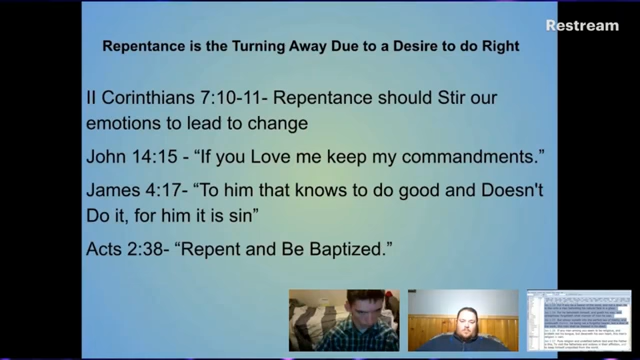 Restream
Repentance is the Turning Away Due to a Desire to do Right
II Corinthians 7:10-11- Repentance should Stir our
emotions to lead to change
John 14:15 - “If you Love me keep my commandments.”
James 4:17- “To him that knows to do good and Doesn't
Do it, for him it is sin”
Acts 2:38- “Repent and Be Baptized.”